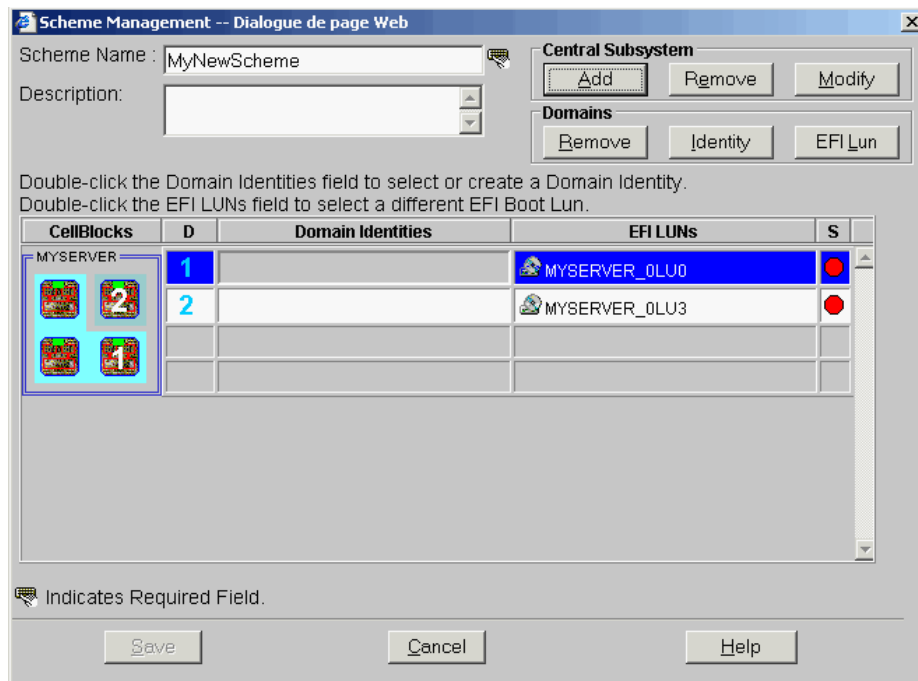 Scheme Management -- Dialogue de page Web
Scheme Name : MyNewScheme
Description:
Central Subsystem
Add Remove Modify
Domains
Remove Identity EFI Lun
Double-click the Domain Identities field to select or create a Domain Identity.
Double-click the EFI LUNs field to select a different EFI Boot Lun.
CellBlocks D Domain Identities EFI LUNs S
MYSERVER
2
1
1 MYSERVER_0LU0
2 MYSERVER_0LU3
Indicates Required Field.
Save Cancel Help